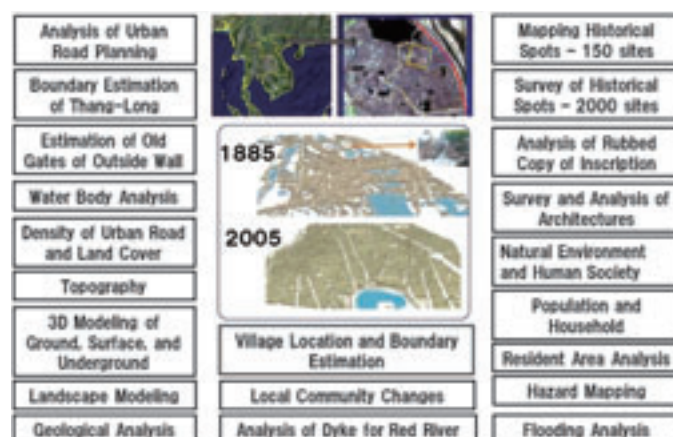 Analysis of Urban
Road Planning
Boundary Estimation
of Thang-Long
Estimation of Old
Gates of Outside Wall
Water Body Analysis
Density of Urban Road
and Land Cover
Topography
3D Modeling of
Ground, Surface, and
Underground
Landscape Modeling
Geological Analysis
1885
2005
Village Location and Boundary
Estimation
Local Community Changes
Analysis of Dyke for Red River
Mapping Historical
Spots - 150 sites
Survey of Historical
Spots - 2000 sites
Analysis of Rubbed
Copy of Inscription
Survey and Analysis of
Architectures
Natural Environment
and Human Society
Population and
Household
Resident Area Analysis
Hazard Mapping
Flooding Analysis